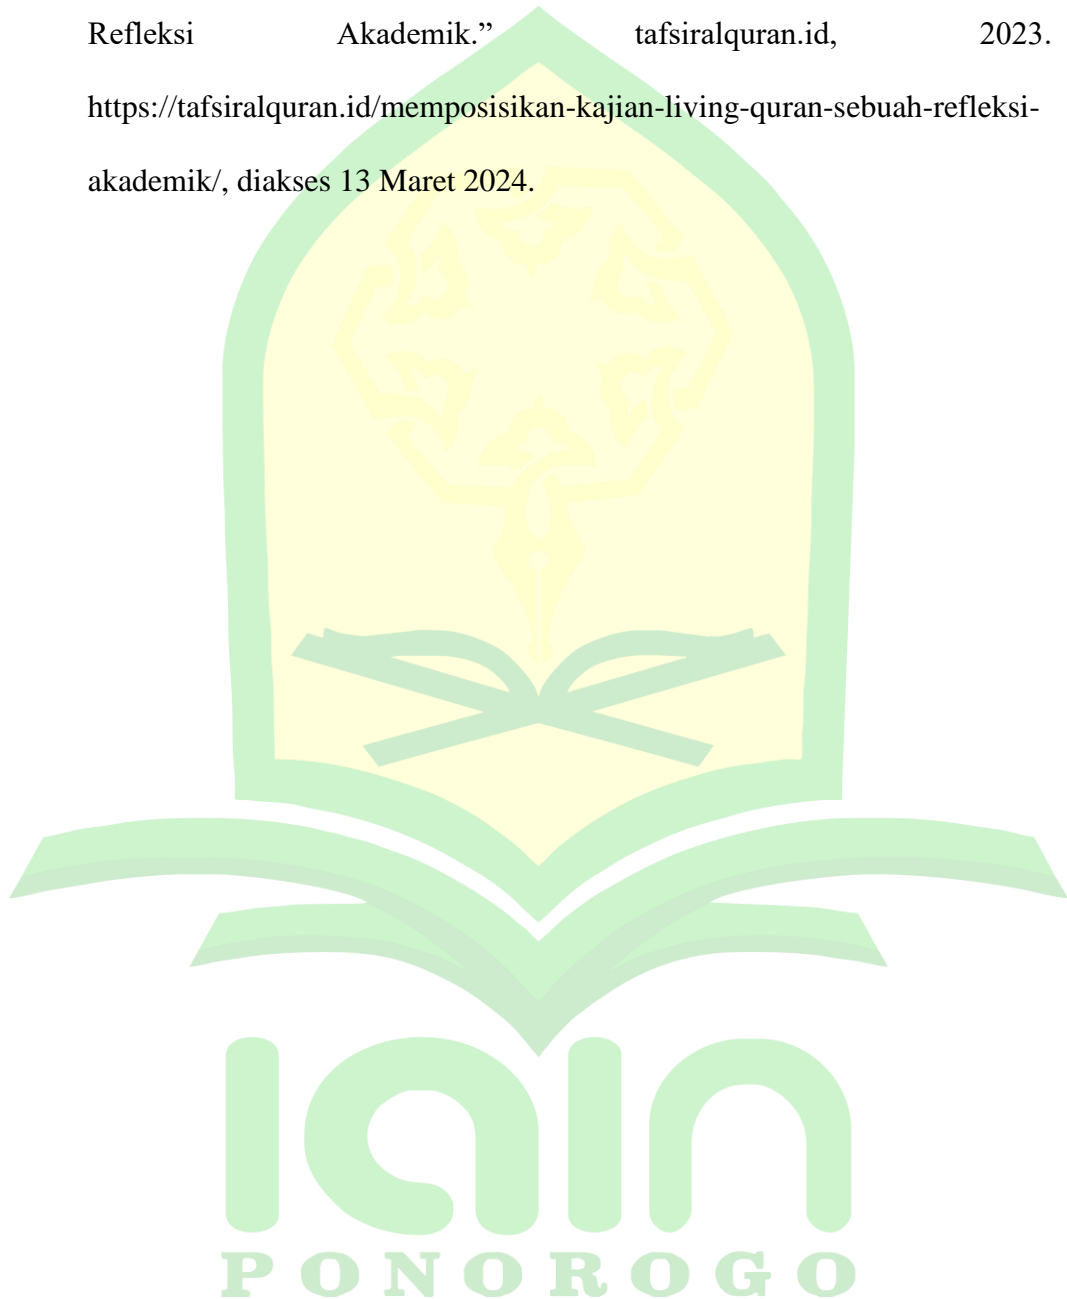 Refleksi Akademik.” tafsiralquran.id, 2023.
https://tafsiralquran.id/memposisikan-kajian-living-quran-sebuah-refleksi-
akademik/, diakses 13 Maret 2024.
iain
PONOROGO